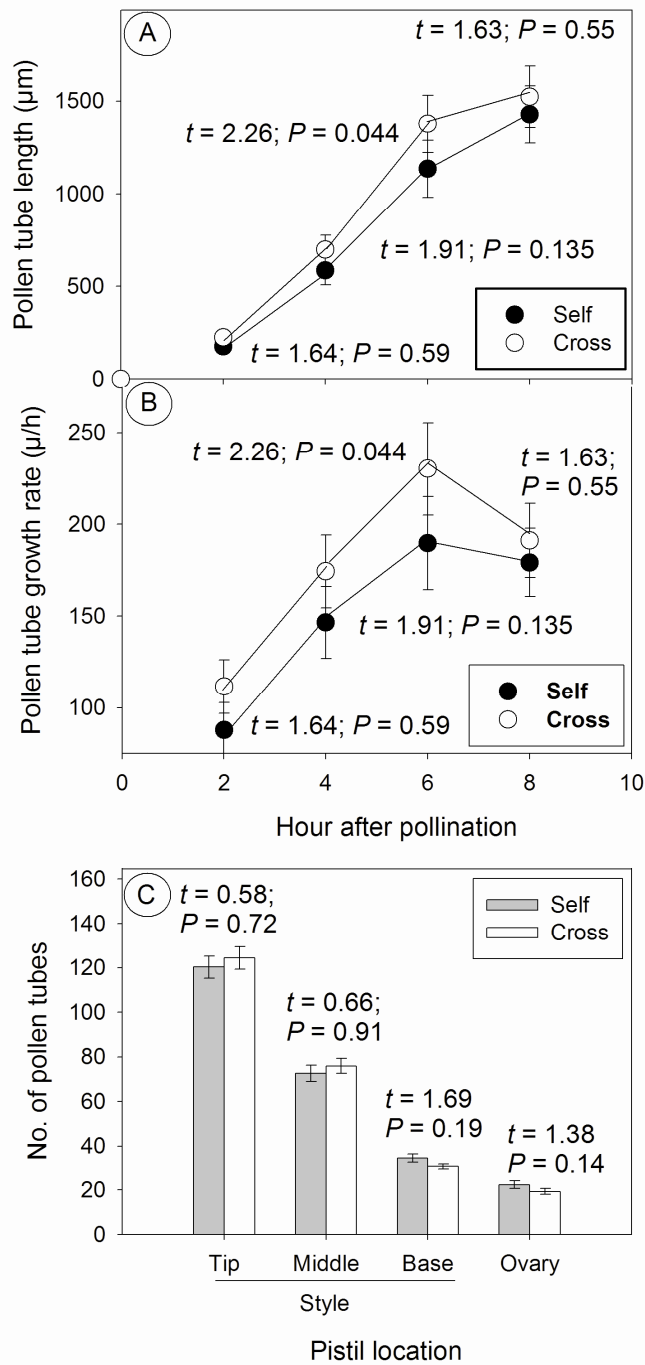 A
t = 1.63; P = 0.55
1500
t = 2.26; P = 0.044
1000
t = 1.91; P = 0.135
500
Self
Cross
t = 1.64; P = 0.59
0
Pollen tube length (µm)
B
250
t = 2.26; P = 0.044
t = 1.63;
P = 0.55
200
150
t = 1.91; P = 0.135
Self
Cross
100
t = 1.64; P = 0.59
Pollen tube growth rate (µ/h)
0 2 4 6 8 10
Hour after pollination
C
160
t = 0.58;
P = 0.72
Self
Cross
140
120
100
t = 0.66;
P = 0.91
80
60
t = 1.69
P = 0.19
t = 1.38
P = 0.14
40
20
0
No. of pollen tubes
Tip Middle Base Ovary
Style
Pistil location